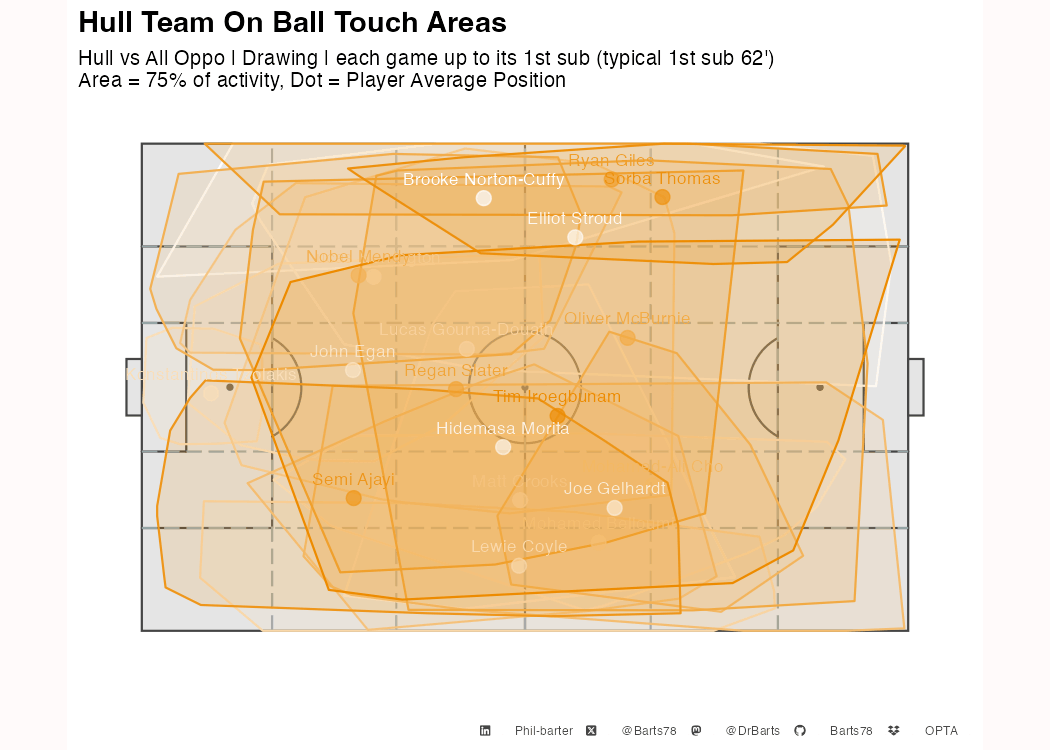 Hull Team On Ball Touch Areas
Hull vs All Oppo | Drawing | each game up to its 1st sub (typical 1st sub 62')
Area = 75% of activity, Dot = Player Average Position
Ryan Giles
Brooke Norton-Cuffy
Sorba Thomas
Elliot Stroud
Nobel Mendy
Oliver McBurnie
Lucas Gourna-Douath
John Egan
Regan Slater
Tim Iroegbunam
Hidemasa Morita
Semi Ajayi
Matt Crooks
Joe Gelhardt
Lewie Coyle
Phil-barter
@Barts78
@DrBarts
Barts78
OPTA